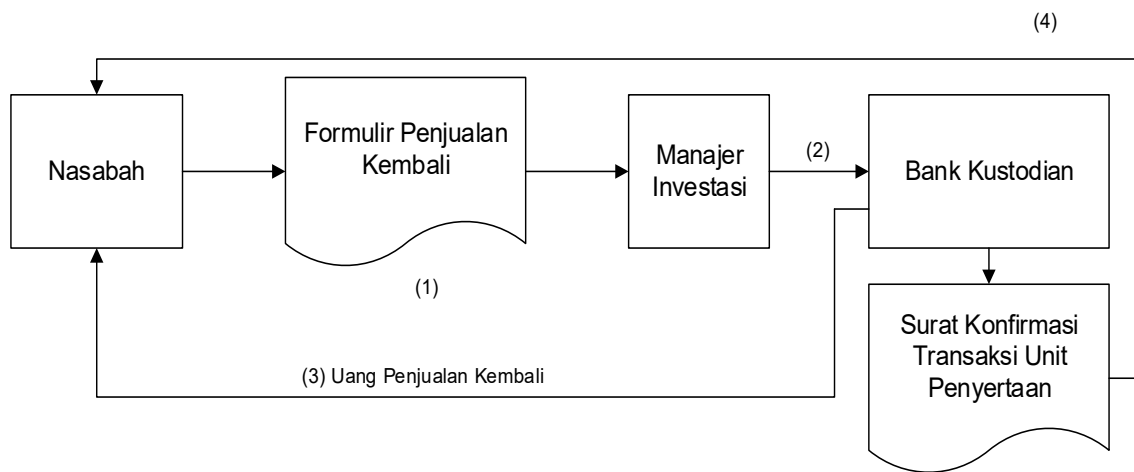 (4)
Nasabah
Formulir Penjualan
Kembali
Manajer
Investasi
(2)
Bank Kustodian
(1)
Surat Konfirmasi
Transaksi Unit
Penyertaan
(3) Uang Penjualan Kembali